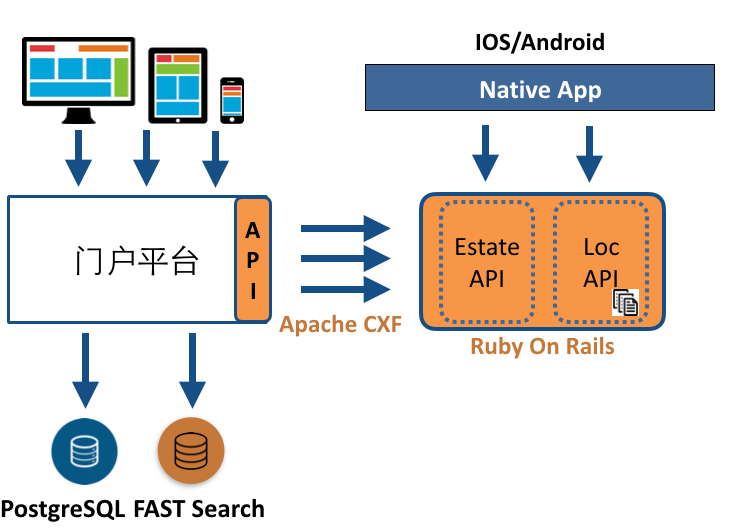 IOS/Android
Native App
门户平台
A
P
I
Estate
API
Loc
API
Apache CXF
Ruby On Rails
PostgreSQL
FAST Search